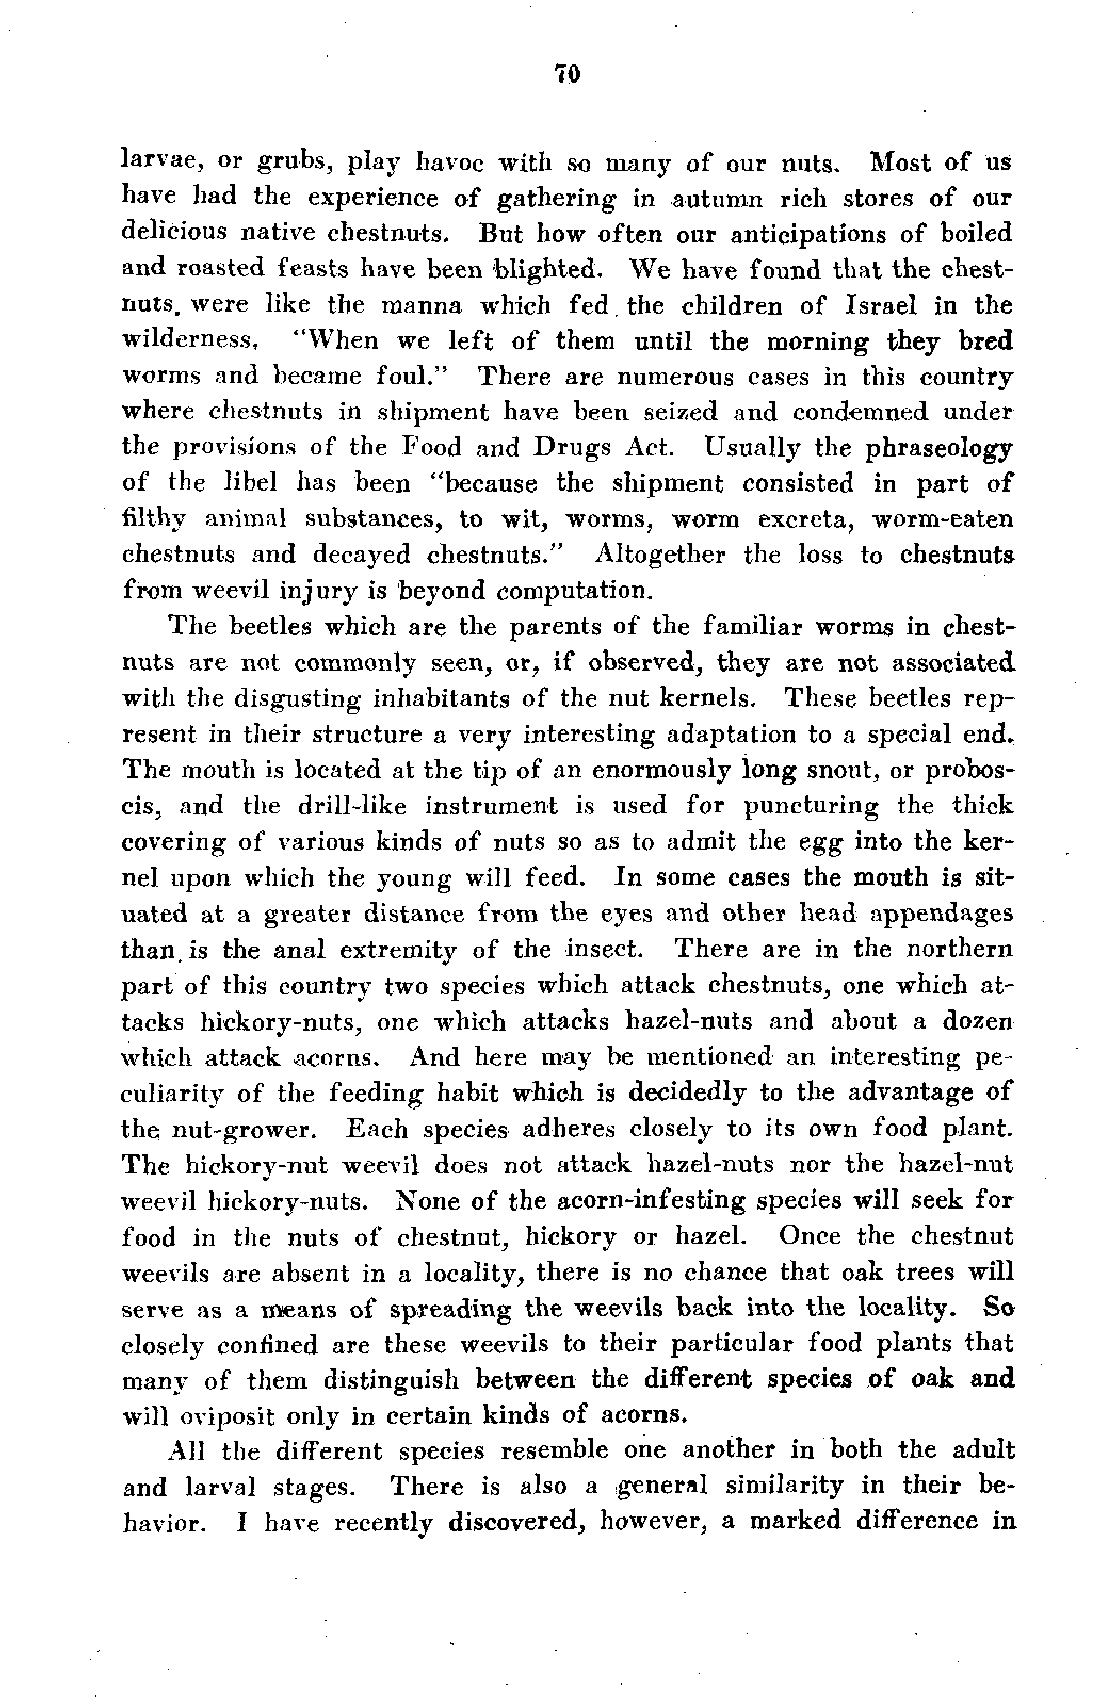 70
larvae, or grubs, play havoc with so many of our nuts. Most of us
have had the experience of gathering in autumn rich stores of our
delicious native chestnuts. But how often our anticipations of boiled
and roasted feasts have been blighted. We have found that the chest-
nuts were like the manna which fed the children of Israel in the
wilderness. "When we left of them until the morning they bred
worms and became foul." There are numerous cases in this country
where chestnuts in shipment have been seized and condemned under
the provisions of the Food and Drugs Act. Usually the phraseology
of the libel has been "because the shipment consisted in part of
filthy animal substances, to wit, worms, worm excreta, worm-eaten
chestnuts and decayed chestnuts." Altogether the loss to chestnuts
from weevil injury is beyond computation.
The beetles which are the parents of the familiar worms in chest-
nuts are not commonly seen, or, if observed, they are not associated
with the disgusting inhabitants of the nut kernels. These beetles rep-
resent in their structure a very interesting adaptation to a special end.
The mouth is located at the tip of an enormously long snout, or probos-
cis, and the drill-like instrument is used for puncturing the thick
covering of various kinds of nuts so as to admit the egg into the ker-
nel upon which the young will feed. In some cases the mouth is sit-
uated at a greater distance from the eyes and other head appendages
than is the anal extremity of the insect. There are in the northern
part of this country two species which attack chestnuts, one which at-
tacks hickory-nuts, one which attacks hazel-nuts and about a dozen
which attack acorns. And here may be mentioned an interesting pe-
culiarity of the feeding habit which is decidedly to the advantage of
the nut-grower. Each species adheres closely to its own food plant.
The hickory-nut weevil does not attack hazel-nuts nor the hazel-nut
weevil hickory-nuts. None of the acorn-infesting species will seek for
food in the nuts of chestnut, hickory or hazel. Once the chestnut
weevils are absent in a locality, there is no chance that oak trees will
serve as a means of spreading the weevils back into the locality. So
closely confined are these weevils to their particular food plants that
many of them distinguish between the different species of oak and
will oviposit only in certain kinds of acorns.
All the different species resemble one another in both the adult
and larval stages. There is also a general similarity in their be-
havior. I have recently discovered, however, a marked difference in